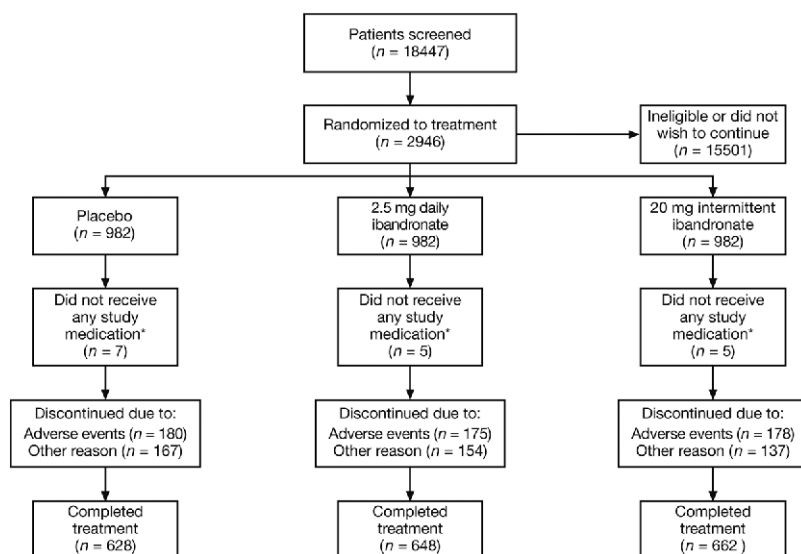 Patients screened
(n = 18447)
Randomized to treatment
(n = 2946)
Ineligible or did not
wish to continue
(n = 15501)
Placebo
(n = 982)
2.5 mg daily
ibandronate
(n = 982)
20 mg intermittent
ibandronate
(n = 982)
Did not receive
any study
medication*
(n = 7)
Did not receive
any study
medication*
(n = 5)
Did not receive
any study
medication*
(n = 5)
Discontinued due to:
Adverse events (n = 180)
Other reason (n = 167)
Discontinued due to:
Adverse events (n = 175)
Other reason (n = 154)
Discontinued due to:
Adverse events (n = 178)
Other reason (n = 137)
Completed
treatment
(n = 628)
Completed
treatment
(n = 648)
Completed
treatment
(n = 662 )